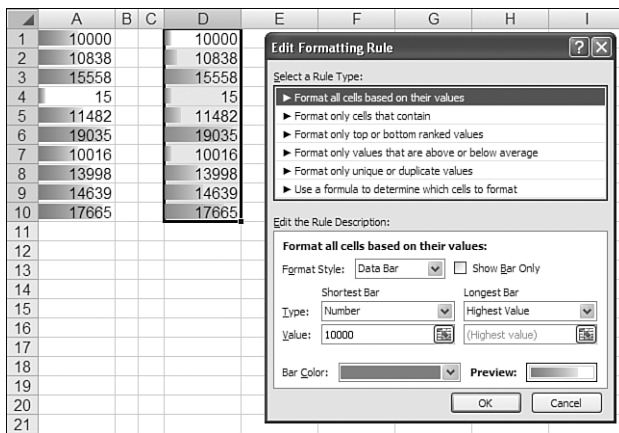 A B C D E F G H I
1 10000 10000
2 10838 10838
3 15558 15558
4 15 15
5 11482 11482
6 19035 19035
7 10016 10016
8 13998 13998
9 14639 14639
10 17665 17665
11
12
13
14
15
16
17
18
19
20
21
Edit Formatting Rule
Select a Rule Type:
► Format all cells based on their values
► Format only cells that contain
► Format only top or bottom ranked values
► Format only values that are above or below average
► Format only unique or duplicate values
► Use a formula to determine which cells to format
Edit the Rule Description:
Format all cells based on their values:
Format Style: Data Bar Show Bar Only
Shortest Bar Longest Bar
Type: Number Highest Value
Value: 10000 (Highest value)
Bar Color: Preview:
OK Cancel